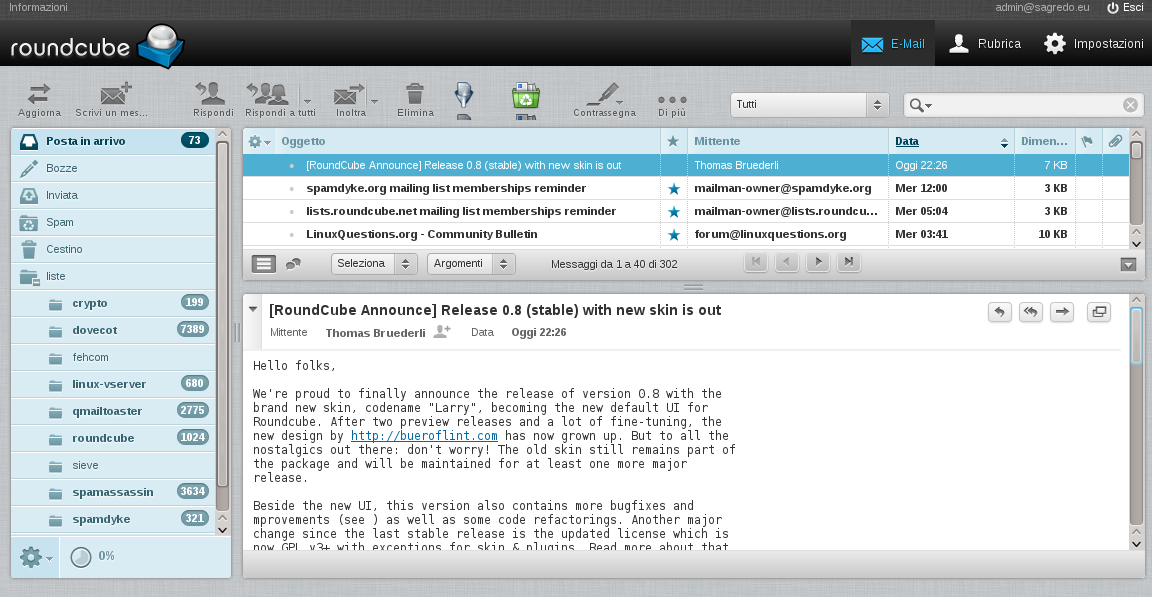 Informazioni
admin@sagredo.eu Esci
roundcube
E-Mail Rubrica Impostazioni
Aggiorna Scrivi un mes... Rispondi Rispondi a tutti Inoltra Elimina Contrassegna Di più
Tutti
Posta in arrivo 73
Bozze
Inviata
Spam
Cestino
liste
crypto 199
dovecot 7389
fehcom
linux-vserver 680
qmailtoaster 2775
roundcube 1024
sieve
spamassassin 3634
spamdyke 321
0%
Oggetto Mittente Data Dimen...
[RoundCube Announce] Release 0.8 (stable) with new skin is out Thomas Bruederli Oggi 22:26 7 KB
spamdyke.org mailing list memberships reminder mailman-owner@spamdyke.org Mer 12:00 3 KB
lists.roundcube.net mailing list memberships reminder mailman-owner@lists.roundcu... Mer 05:04 3 KB
LinuxQuestions.org - Community Bulletin forum@linuxquestions.org Mer 03:41 10 KB
Seleziona Argomenti Messaggi da 1 a 40 di 302
[RoundCube Announce] Release 0.8 (stable) with new skin is out
Mittente Thomas Bruederli Data Oggi 22:26
Hello folks,
We're proud to finally announce the release of version 0.8 with the
brand new skin, codename "Larry", becoming the new default UI for
Roundcube. After two preview releases and a lot of fine-tuning, the
new design by http://bueroflint.com has now grown up. But to all the
nostalgics out there: don't worry! The old skin still remains part of
the package and will be maintained for at least one more major
release.
Beside the new UI, this version also contains more bugfixes and
mprovements (see ) as well as some code refactorings. Another major
change since the last stable release is the updated license which is
now GPL v3+ with exceptions for skin & plugins. Read more about that